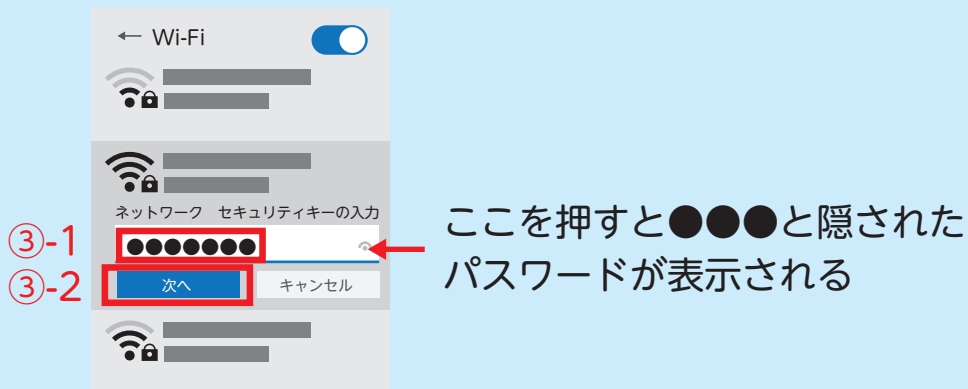 ← Wi-Fi
ネットワーク セキュリティキーの入力
③-1
●●●●●●●
③-2
次へ
キャンセル
ここを押すと●●●と隠された
パスワードが表示される